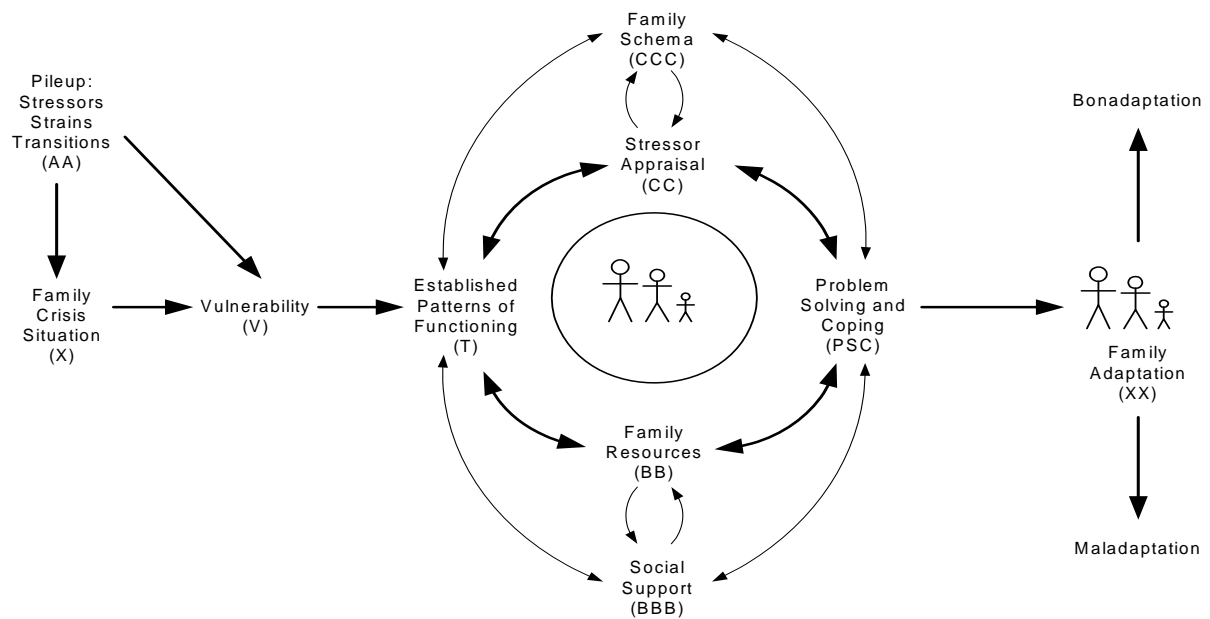 Pileup:
Stressors
Strains
Transitions
(AA)
Family
Crisis
Situation
(X)
Vulnerability
(V)
Established
Patterns of
Functioning
(T)
Family
Schema
(CCC)
Stressor
Appraisal
(CC)
Family
Resources
(BB)
Social
Support
(BBB)
Problem
Solving and
Coping
(PSC)
Bonadaptation
Family
Adaptation
(XX)
Maladaptation